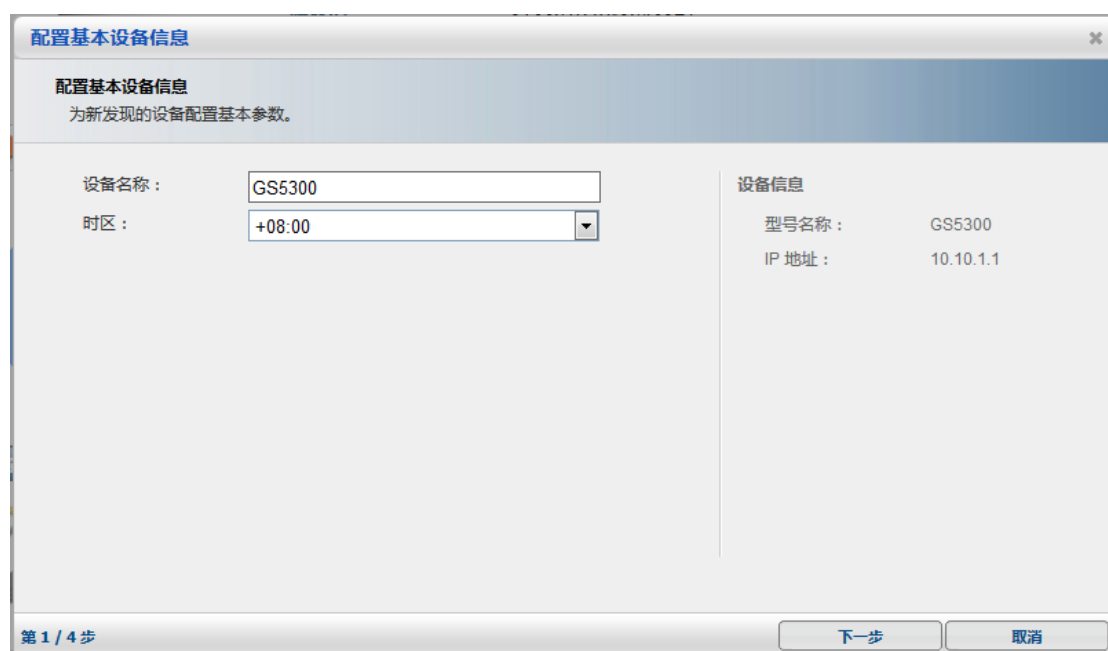 配置基本设备信息
配置基本设备信息
为新发现的设备配置基本参数。
设备名称：
GS5300
时区：
+08:00
设备信息
型号名称：
GS5300
IP 地址：
10.10.1.1
第 1 / 4 步
下一步
取消